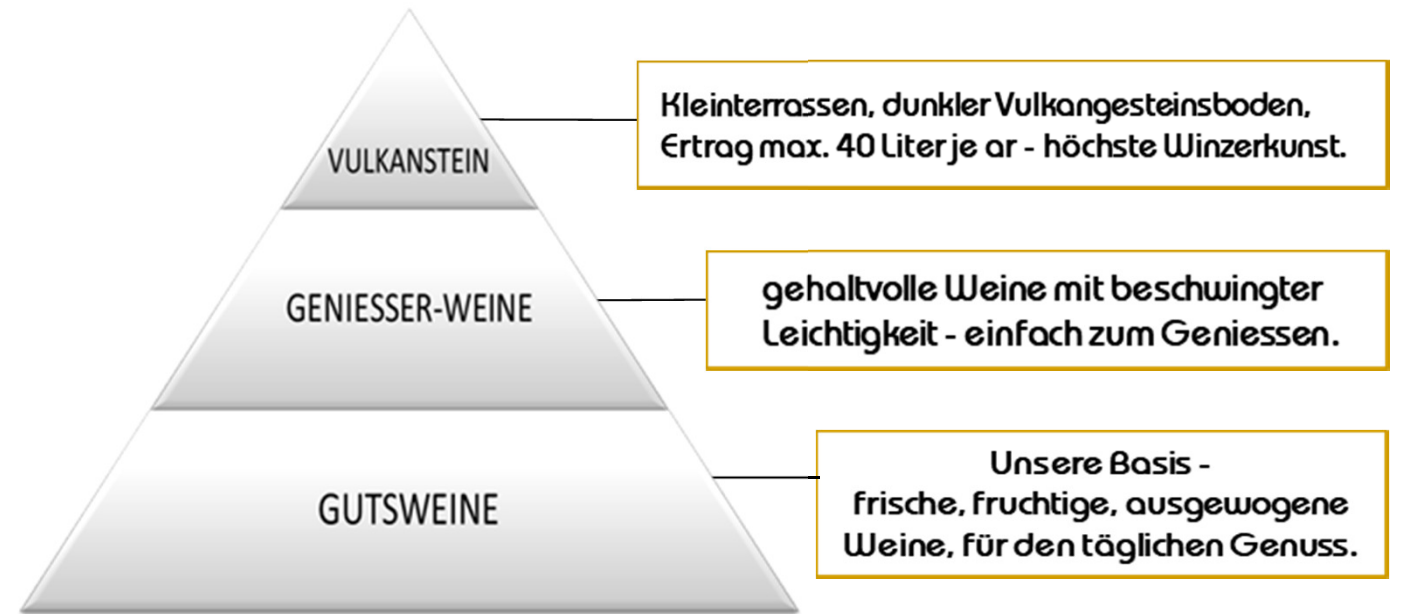 VULKANSTEIN
Kleinterrassen, dunkler Vulkangesteinsboden,
Ertrag max. 40 Liter je ar - höchste Winzerkunst.
GENIESSER-WEINE
gehaltvolle Weine mit beschwingter
Leichtigkeit - einfach zum Geniessen.
GUTSWEINE
Unsere Basis -
frische, fruchtige, ausgewogene
Weine, für den täglichen Genuss.